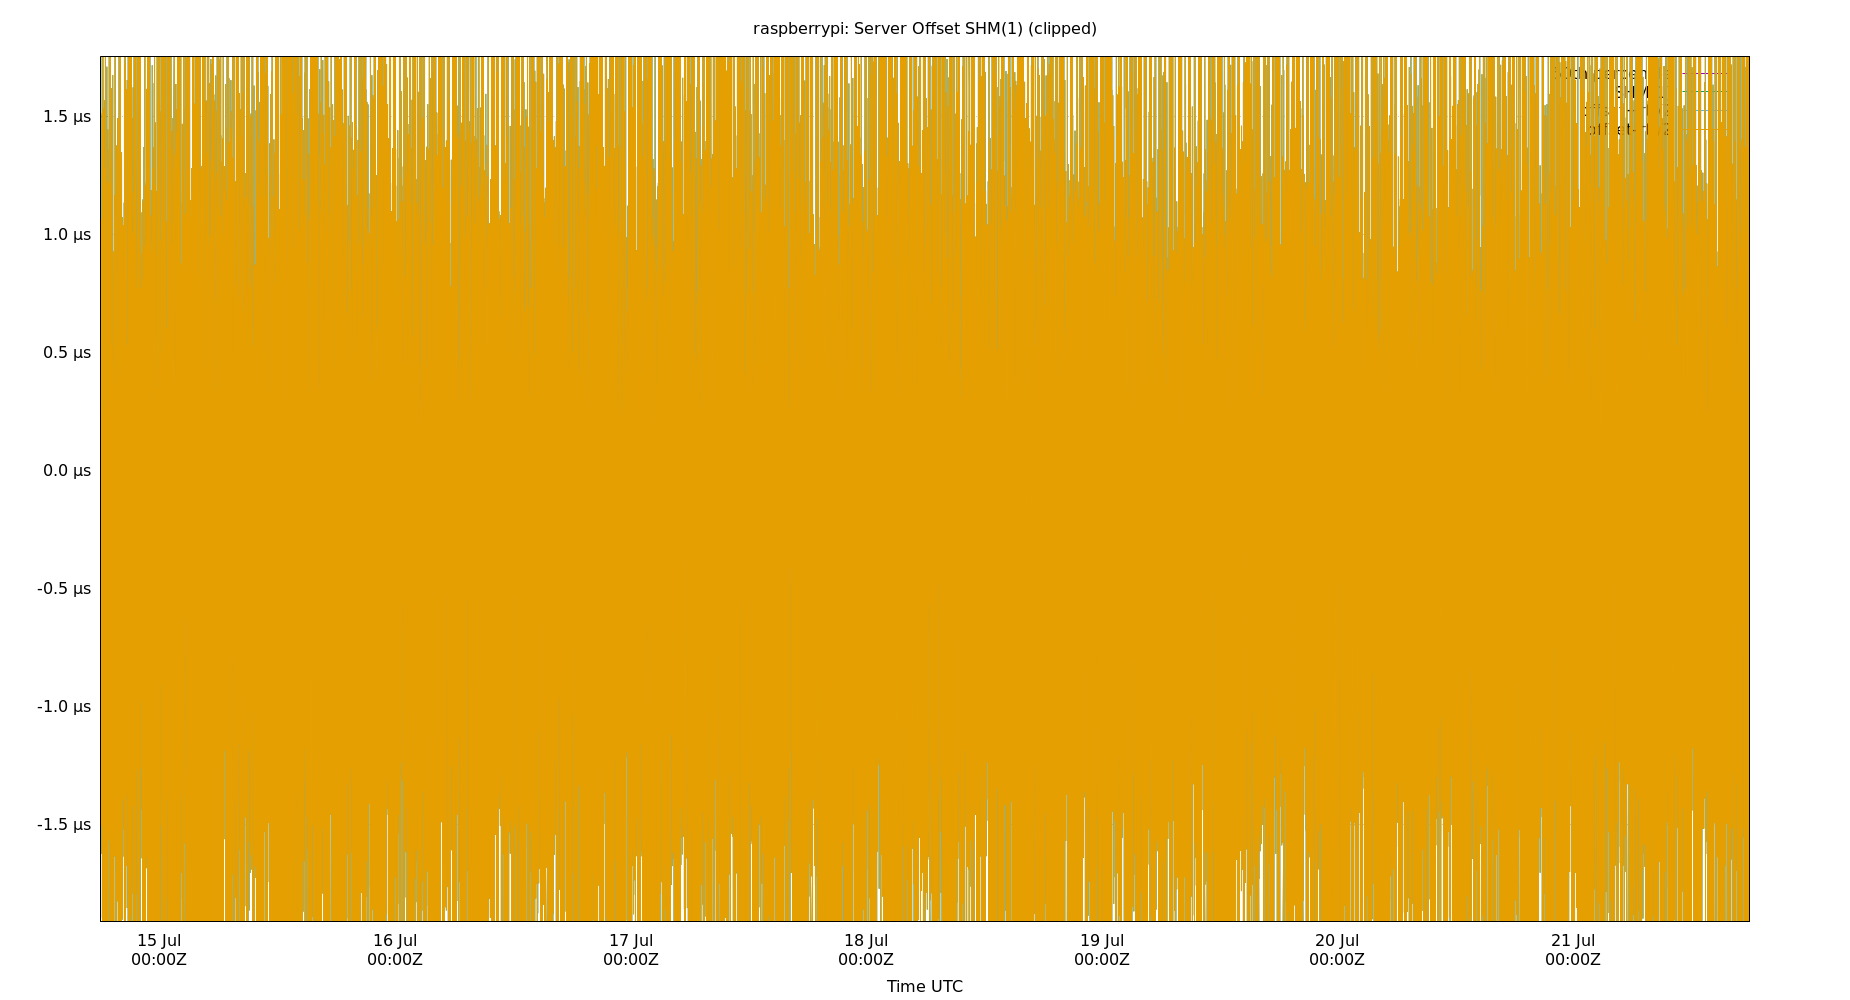 raspberrypi: Server Offset SHM(1) (clipped)
1.5 µs
1.0 µs
0.5 µs
0.0 µs
-0.5 µs
-1.0 µs
-1.5 µs
15 Jul 16 Jul 17 Jul 18 Jul 19 Jul 20 Jul 21 Jul
00:00Z 00:00Z 00:00Z 00:00Z 00:00Z 00:00Z 00:00Z
Time UTC